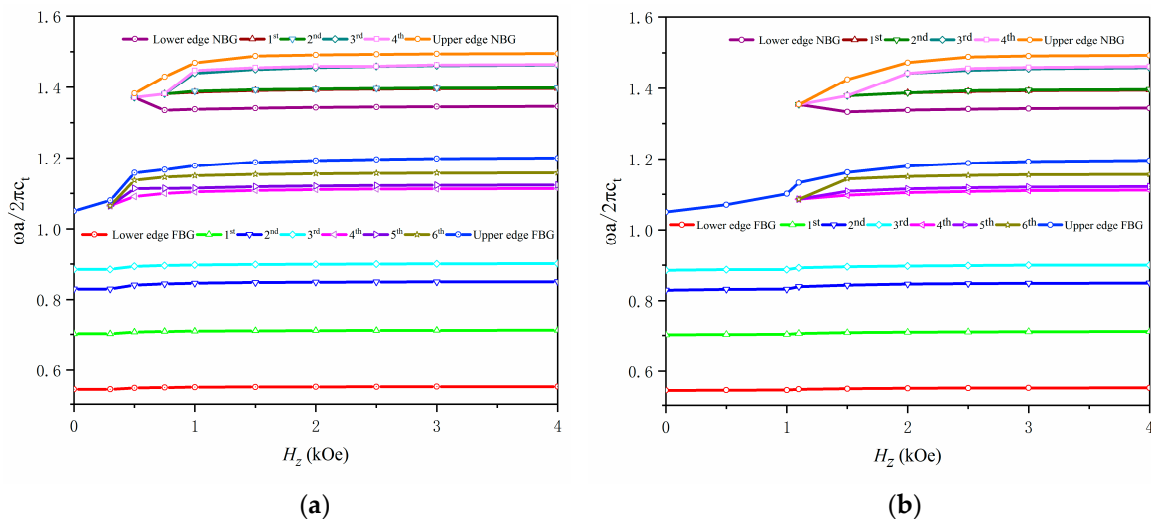 1.6
Lower edge NBG 1st 2nd 3rd 4th Upper edge NBG
1.4
1.2
ωa/2πct
1.0
Lower edge FBG 1st 2nd 3rd 4th 5th 6th Upper edge FBG
0.8
0.6
0 1 2 3 4
Hz (kOe)
(a)
1.6
Lower edge NBG 1st 2nd 3rd 4th Upper edge NBG
1.4
1.2
ωa/2πct
1.0
Lower edge FBG 1st 2nd 3rd 4th 5th 6th Upper edge FBG
0.8
0.6
0 1 2 3 4
Hz (kOe)
(b)